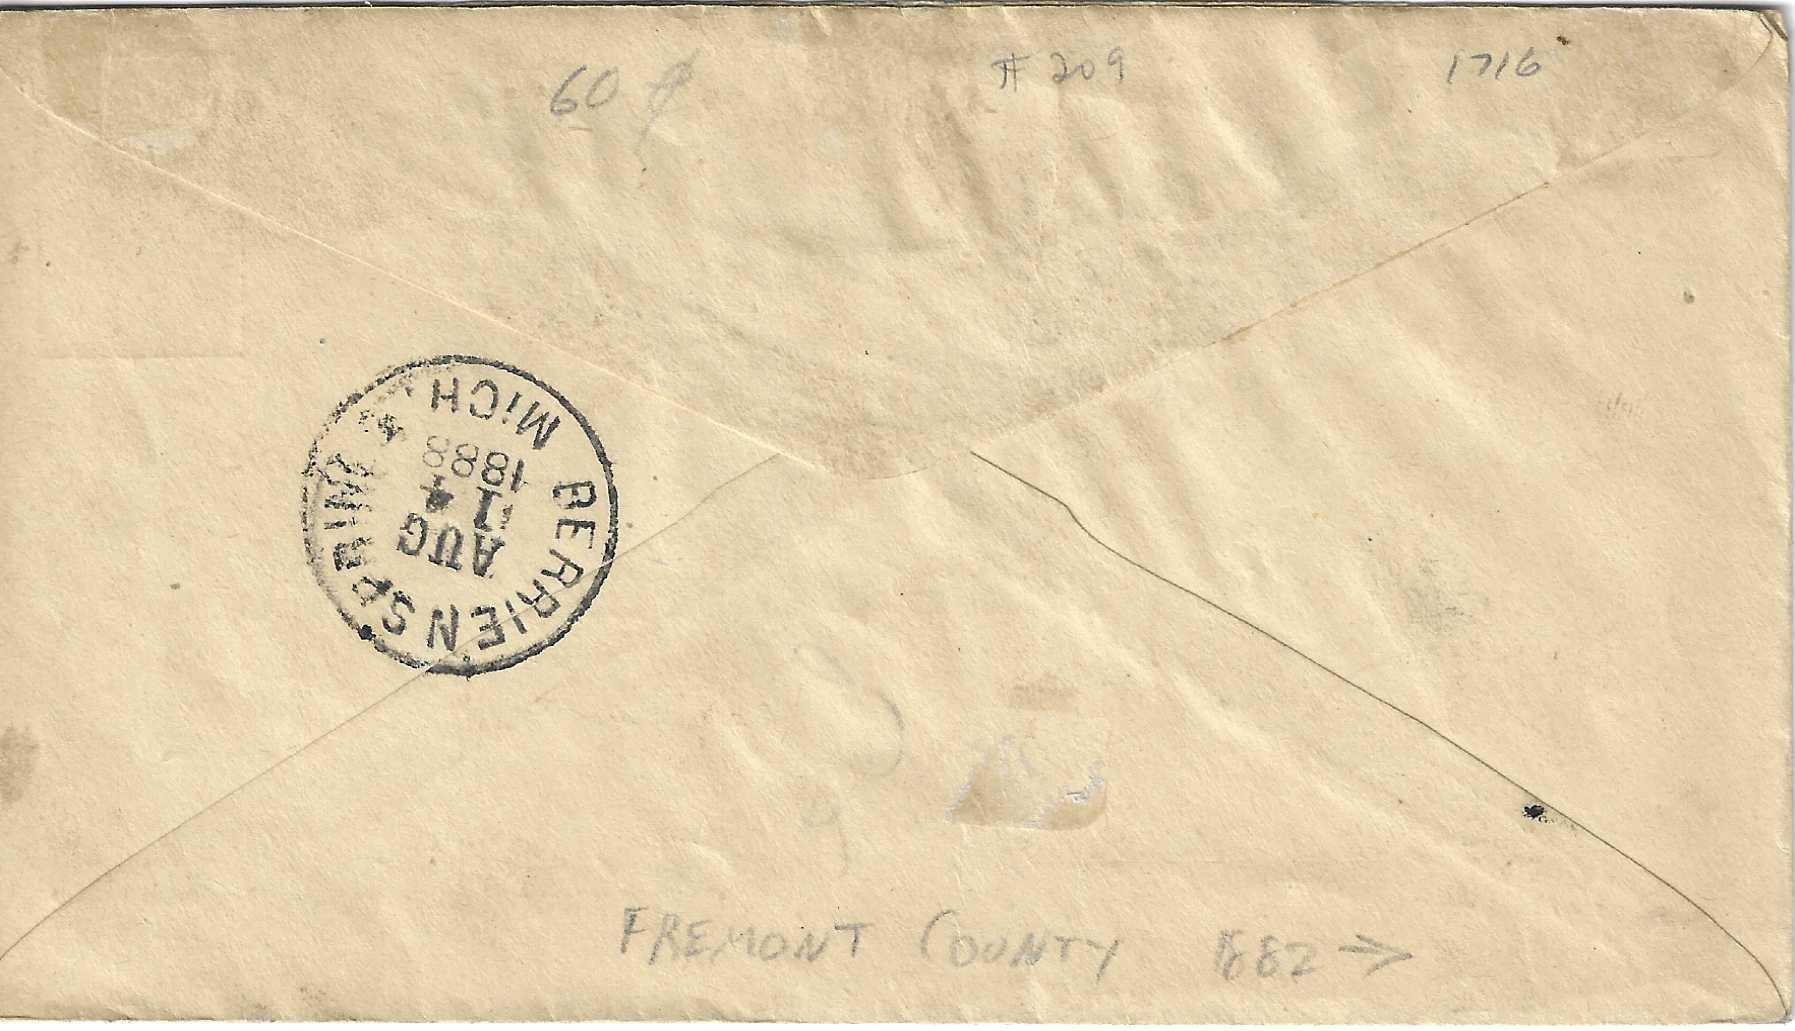 60 ¢
# 209
1716
BERRIEN SPRINGS
MICH.
AUG
14
1888
FREMONT COUNTY 1882 →